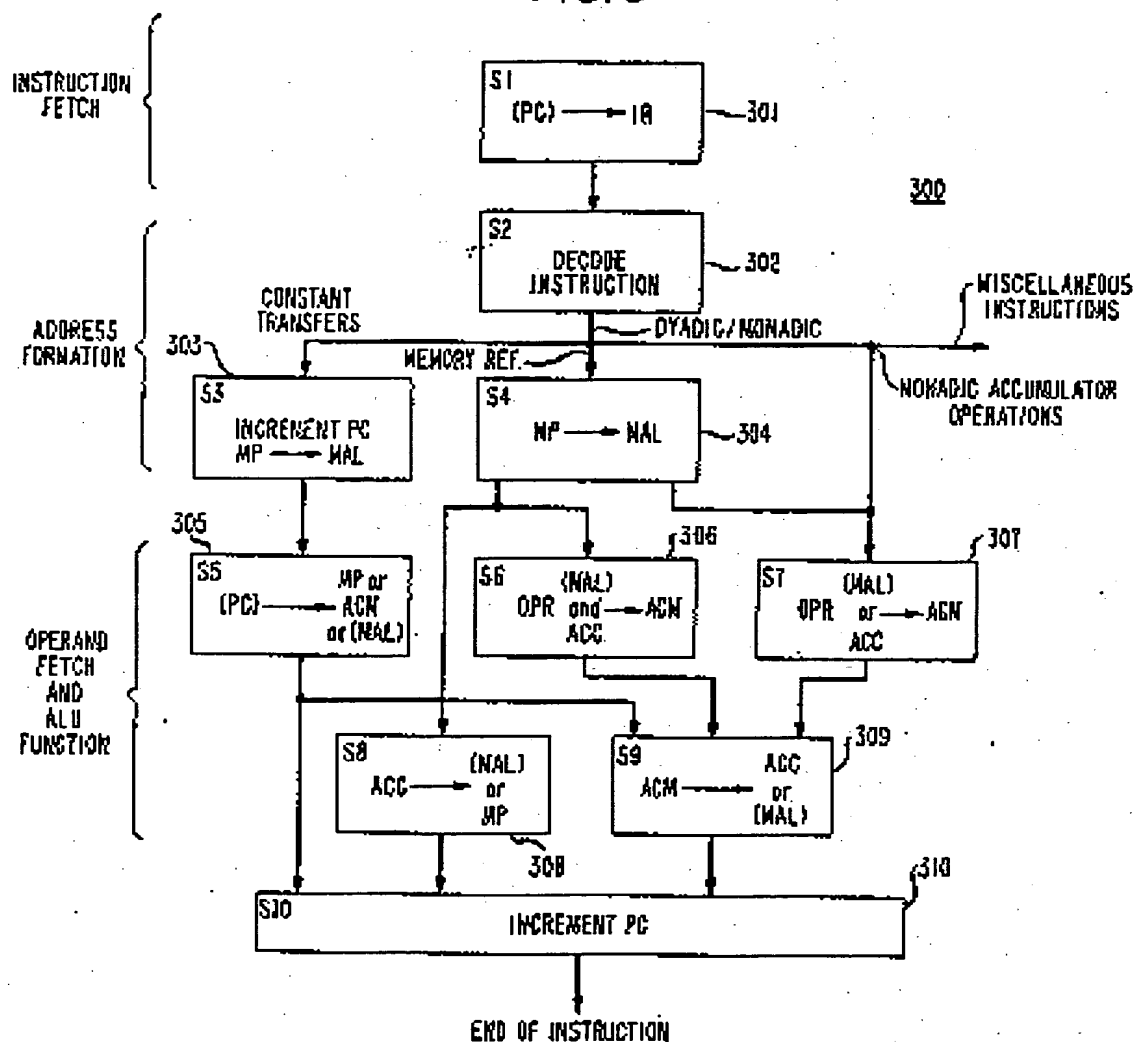 INSTRUCTION
FETCH
S1
(PC) → IR
301
300
S2
DECODE
INSTRUCTION
302
ADDRESS
FORMATION
CONSTANT
TRANSFERS
DYADIC/MONADIC
MEMORY REF.
MISCELLANEOUS
INSTRUCTIONS
MONADIC ACCUMULATOR
OPERATIONS
303
S3
INCREMENT PC
MP → MAL
S4
MP → MAL
304
OPERAND
FETCH
AND
ALU
FUNCTION
305
S5
(PC) → MP or
ACM
or (MAL)
306
S6
(MAL)
OPR and → ACM
ACC
307
S7
(MAL)
OPR or → ACM
ACC
S8
ACC → (MAL)
or
MP
308
S9
ACM → ACC
or
(MAL)
309
S10
INCREMENT PC
310
END OF INSTRUCTION